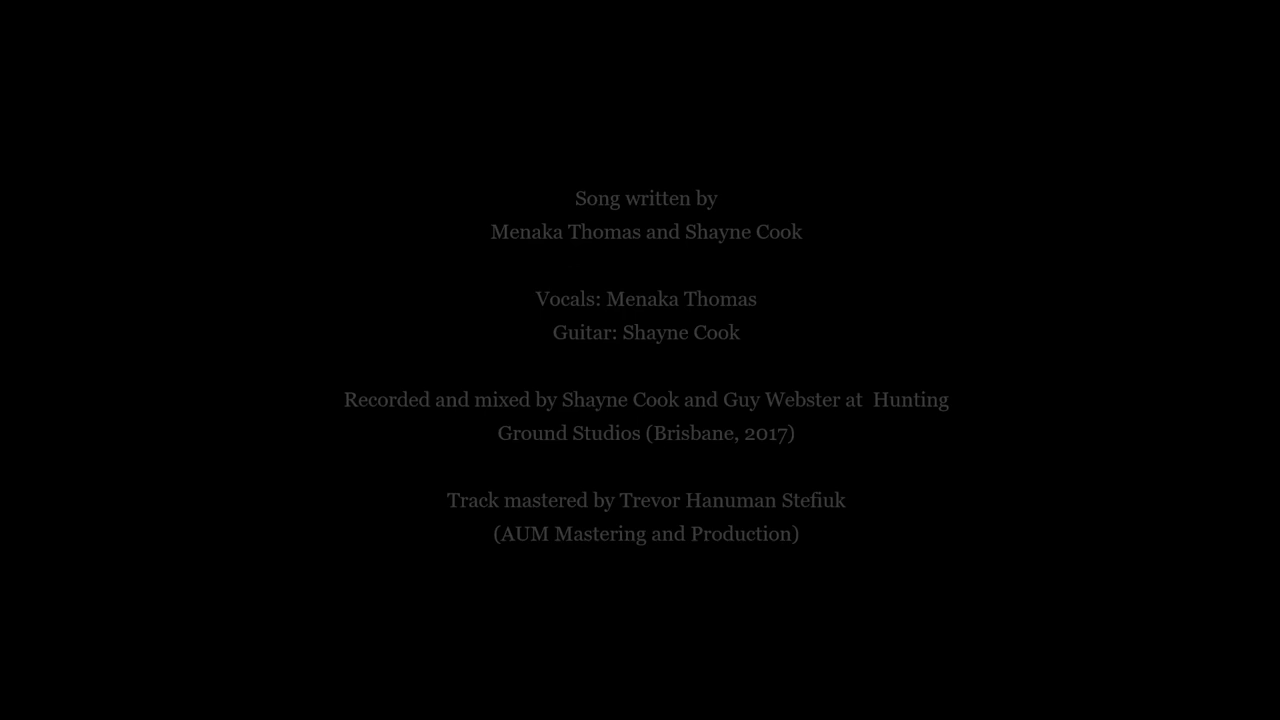 Song written by
Menaka Thomas and Shayne Cook
Vocals: Menaka Thomas
Guitar: Shayne Cook
Recorded and mixed by Shayne Cook and Guy Webster at  Hunting
Ground Studios (Brisbane, 2017)
Track mastered by Trevor Hanuman Stefiuk
(AUM Mastering and Production)